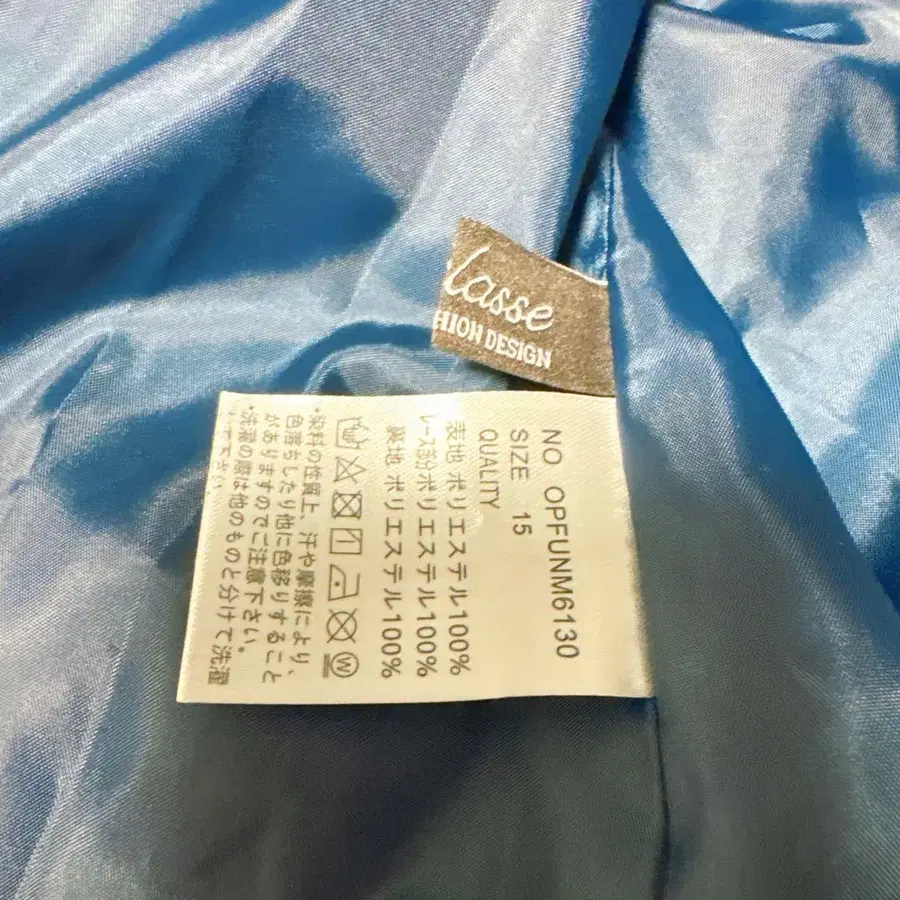 lasse
HION DESIGN
NO OPFUNM6130
SIZE 15
QUALITY
表地 ポリエステル100%
レース部分 ポリエステル100%
裏地 ポリエステル100%
W
・染料の性質上、汗や摩擦により、
色落ちしたり他に色移りすること
がありますのでご注意下さい。
・洗濯の際は他のものと分けて洗濯